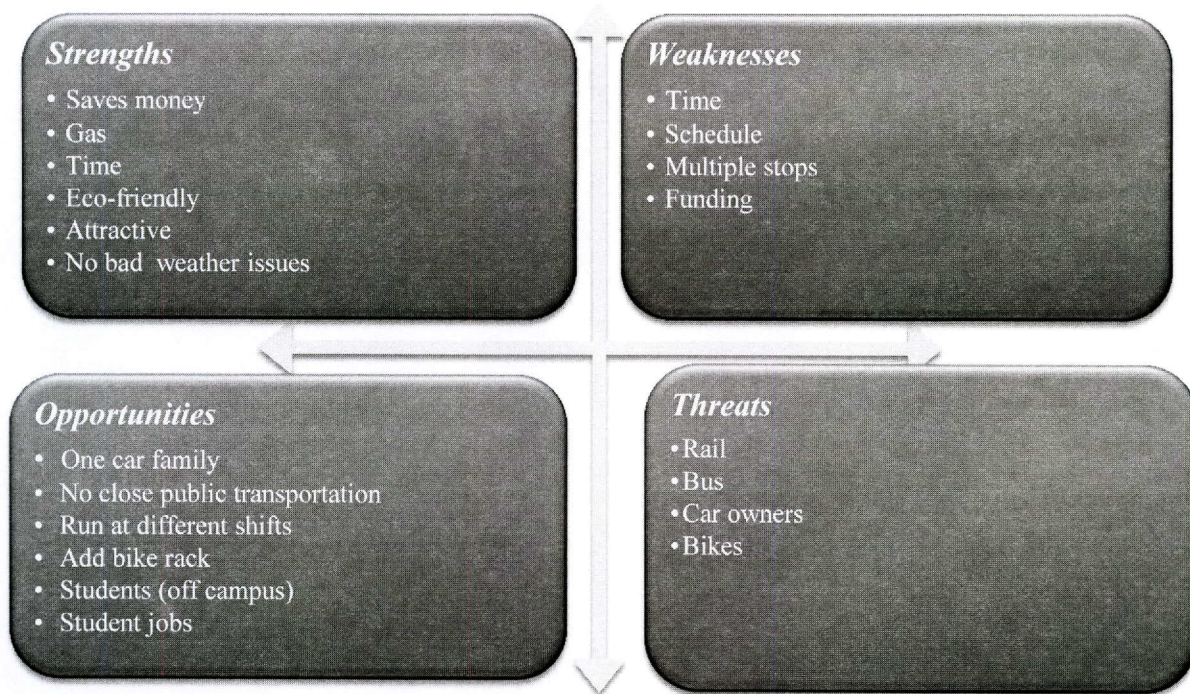 Strengths
• Saves money
• Gas
• Time
• Eco-friendly
• Attractive
• No bad weather issues
Weaknesses
• Time
• Schedule
• Multiple stops
• Funding
Opportunities
• One car family
• No close public transportation
• Run at different shifts
• Add bike rack
• Students (off campus)
• Student jobs
Threats
•Rail
•Bus
•Car owners
•Bikes